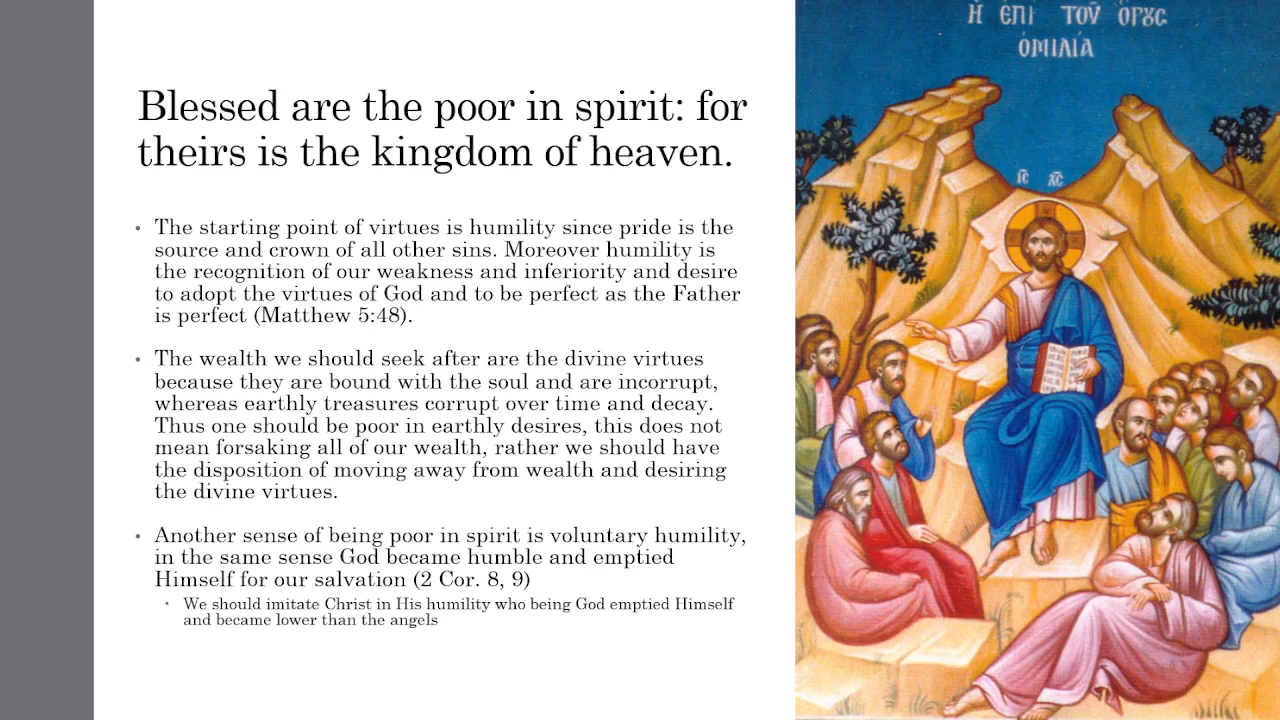 Ἡ ἐπὶ τοῦ ὄρους
ὁμιλία
Blessed are the poor in spirit: for
theirs is the kingdom of heaven.
• The starting point of virtues is humility since pride is the
source and crown of all other sins. Moreover humility is
the recognition of our weakness and inferiority and desire
to adopt the virtues of God and to be perfect as the Father
is perfect (Matthew 5:48).
• The wealth we should seek after are the divine virtues
because they are bound with the soul and are incorrupt,
whereas earthly treasures corrupt over time and decay.
Thus one should be poor in earthly desires, this does not
mean forsaking all of our wealth, rather we should have
the disposition of moving away from wealth and desiring
the divine virtues.
• Another sense of being poor in spirit is voluntary humility,
in the same sense God became humble and emptied
Himself for our salvation (2 Cor. 8, 9)
• We should imitate Christ in His humility who being God emptied Himself
and became lower than the angels
ΙC ΧC